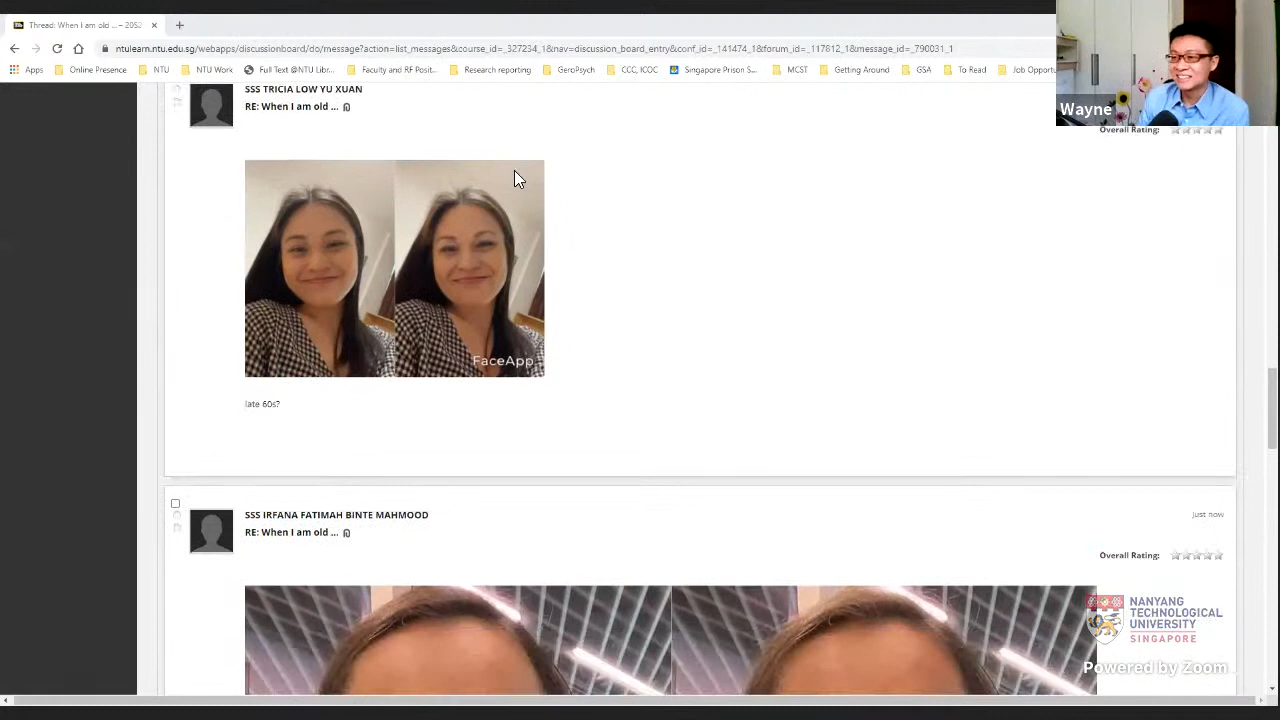 Thread: When I am old ... – 20S2
ntulearn.ntu.edu.sg/webapps/discussionboard/do/message?action=list_messages&course_id=_327234_1&nav=discussion_board_entry&conf_id=_141474_1&forum_id=_117812_1&message_id=_790031_1
Apps Online Presence NTU NTU Work Full Text @NTU Librar... Faculty and RF Posit... Research Reporting GenPsych CCC, ICOC Singapore Prison S... Getting Around GSA To Read Job Opportu
Wayne
SSS TRICIA LOW YU XUAN
RE: When I am old ...
Overall Rating:
FaceApp
late 60s?
SSS IRFANA FATIMAH BINTE MAHMOOD
Just now
RE: When I am old ...
Overall Rating:
NANYANG
TECHNOLOGICAL
UNIVERSITY
SINGAPORE
Powered by Zoom